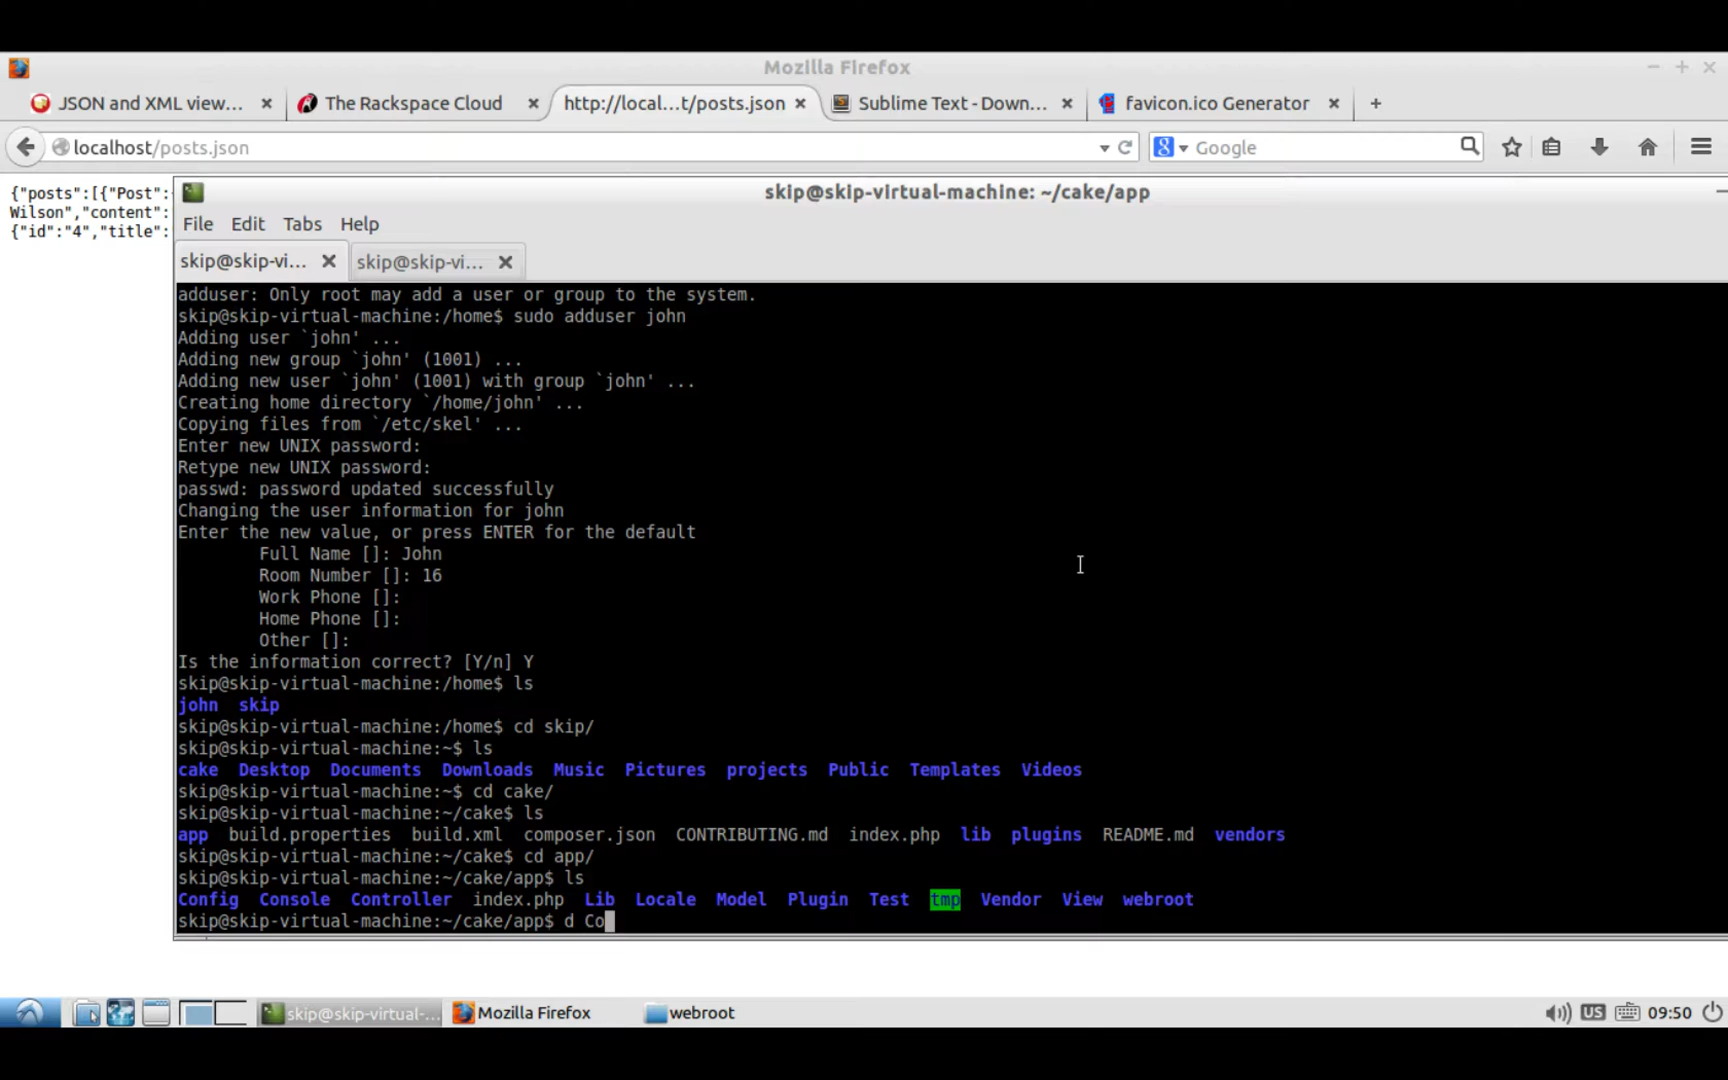 Mozilla Firefox
JSON and XML view...
The Rackspace Cloud
http://local...t/posts.json
Sublime Text - Down...
favicon.ico Generator
localhost/posts.json
Google
{"posts":[{"Post":
Wilson","content":
{"id":"4","title":
skip@skip-virtual-machine: ~/cake/app
File Edit Tabs Help
skip@skip-vi...
skip@skip-vi...
adduser: Only root may add a user or group to the system.
skip@skip-virtual-machine:/home$ sudo adduser john
Adding user `john' ...
Adding new group `john' (1001) ...
Adding new user `john' (1001) with group `john' ...
Creating home directory `/home/john' ...
Copying files from `/etc/skel' ...
Enter new UNIX password:
Retype new UNIX password:
passwd: password updated successfully
Changing the user information for john
Enter the new value, or press ENTER for the default
Full Name []: John
Room Number []: 16
Work Phone []:
Home Phone []:
Other []:
Is the information correct? [Y/n] Y
skip@skip-virtual-machine:/home$ ls
john skip
skip@skip-virtual-machine:/home$ cd skip/
skip@skip-virtual-machine:~$ ls
cake Desktop Documents Downloads Music Pictures projects Public Templates Videos
skip@skip-virtual-machine:~$ cd cake/
skip@skip-virtual-machine:~/cake$ ls
app build.properties build.xml composer.json CONTRIBUTING.md index.php lib plugins README.md vendors
skip@skip-virtual-machine:~/cake$ cd app/
skip@skip-virtual-machine:~/cake/app$ ls
Config Console Controller index.php Lib Locale Model Plugin Test tmp Vendor View webroot
skip@skip-virtual-machine:~/cake/app$ d Co
skip@skip-virtual-...
Mozilla Firefox
webroot
US
09:50